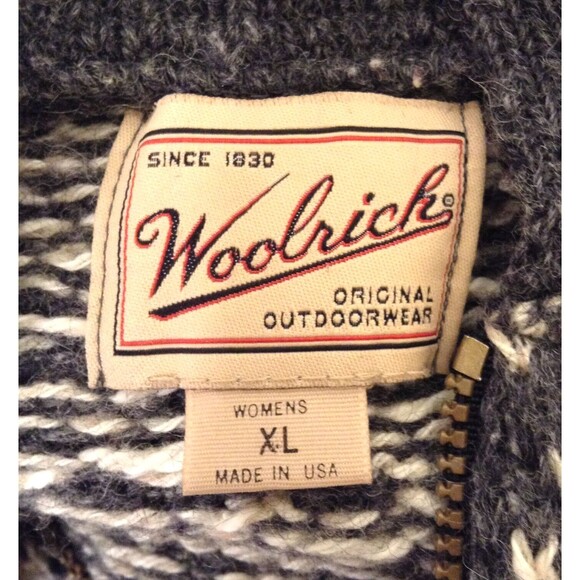 SINCE 1830
Woolrich®
ORIGINAL
OUTDOORWEAR
WOMENS
XL
MADE IN USA